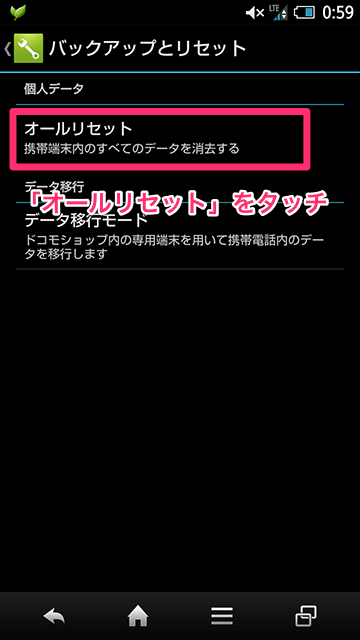 LTE 0:59
バックアップとリセット
個人データ
オールリセット
携帯端末内のすべてのデータを消去する
データ移行
「オールリセット」をタッチ
データ移行モード
ドコモショップ内の専用端末を用いて携帯電話内のデー
タを移行します